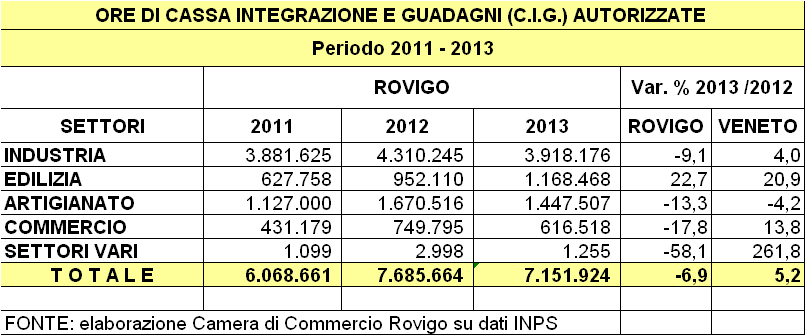 ORE DI CASSA INTEGRAZIONE E GUADAGNI (C.I.G.) AUTORIZZATE
Periodo 2011 - 2013
ROVIGO Var. % 2013 /2012
SETTORI 2011 2012 2013 ROVIGO VENETO
INDUSTRIA 3.881.625 4.310.245 3.918.176 -9,1 4,0
EDILIZIA 627.758 952.110 1.168.468 22,7 20,9
ARTIGIANATO 1.127.000 1.670.516 1.447.507 -13,3 -4,2
COMMERCIO 431.179 749.795 616.518 -17,8 13,8
SETTORI VARI 1.099 2.998 1.255 -58,1 261,8
T O T A L E 6.068.661 7.685.664 7.151.924 -6,9 5,2
FONTE: elaborazione Camera di Commercio Rovigo su dati INPS